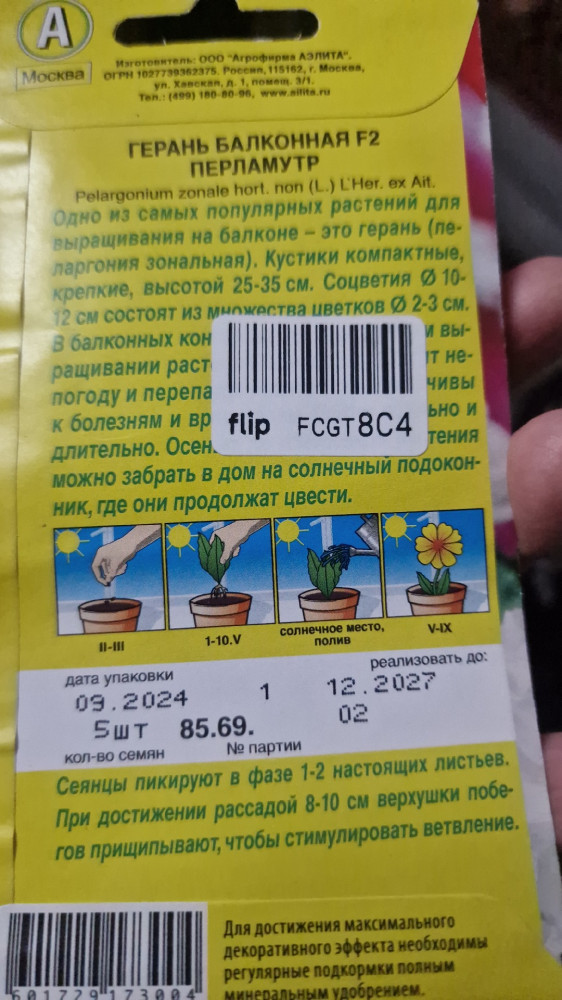 А
Москва
Изготовитель: ООО "Агрофирма АЭЛИТА".
ОГРН 1027739362375. Россия,115162, г. Москва,
ул. Хавская, д. 1, помещ. 3/1.
Тел.: (499) 180-80-96, www.ailita.ru
ГЕРАНЬ БАЛКОННАЯ F2
ПЕРЛАМУТР
Pelargonium zonale hort. non (L.) L'Her. ex Ait.
Одно из самых популярных растений для
выращивания на балконе – это герань (пе-
ларгония зональная). Кустики компактные,
крепкие, высотой 25-35 см. Соцветия Ø 10-
12 см состоят из множества цветков Ø 2-3 см.
В балконных и вы-
ращивании не-
погоду и
к болезням и и
длительно.
можно забрать в дом на солнечный подокон-
ник, где они продолжат цвести.
flip FCGT8C4
II-III
1-10.V
солнечное место,
полив
V-IX
дата упаковки
реализовать до:
09.2024 1 12.2027
5шт 85.69. 02
кол-во семян № партии
Сеянцы пикируют в фазе 1-2 настоящих листьев.
При достижении рассадой 8-10 см верхушки побе-
гов прищипывают, чтобы стимулировать ветвление.
Для достижения максимального
декоративного эффекта необходимы
регулярные подкормки полным
минеральным удобрением.
601729173004